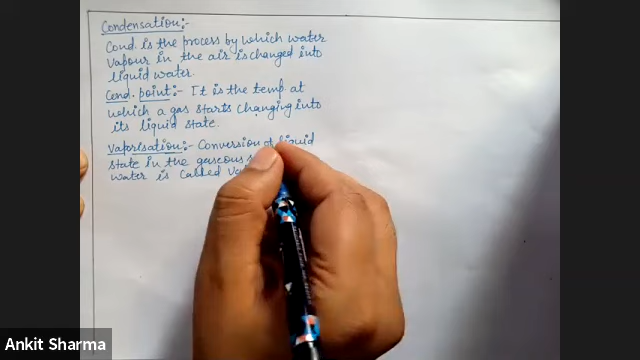 Condensation:-
Cond. is the process by which water
vapour in the air is changed into
liquid water.
Cond. point:- It is the temp. at
which a gas starts changing into
its liquid state.
Vaporisation:- Conversion of liquid
state in the gaseous
water is called
Ankit Sharma